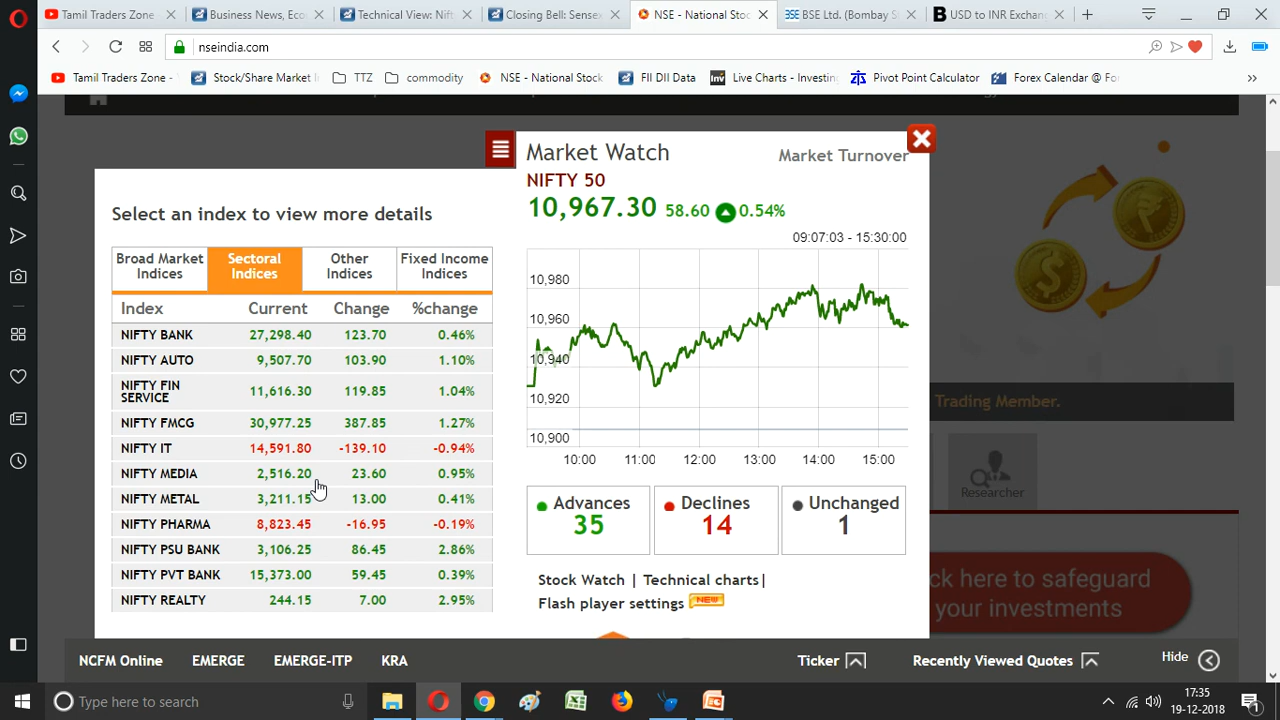 Tamil Traders Zone
Business News, Eco
Technical View: Nift
Closing Bell: Sensex
NSE - National Stoc
BSE Ltd. (Bombay S
USD to INR Exchan
nseindia.com
Tamil Traders Zone -
Stock/Share Market
TTZ
commodity
NSE - National Stock
FII DII Data
Inv
Live Charts - Investin
Pivot Point Calculator
Forex Calendar @ Fo
»
Market Watch
Market Turnover
NIFTY 50
10,967.30 58.60 0.54%
09:07:03 - 15:30:00
Select an index to view more details
Broad Market Indices
Sectoral Indices
Other Indices
Fixed Income Indices
Index Current Change %change
NIFTY BANK 27,298.40 123.70 0.46%
NIFTY AUTO 9,507.70 103.90 1.10%
NIFTY FIN SERVICE 11,616.30 119.85 1.04%
NIFTY FMCG 30,977.25 387.85 1.27%
NIFTY IT 14,591.80 -139.10 -0.94%
NIFTY MEDIA 2,516.20 23.60 0.95%
NIFTY METAL 3,211.15 13.00 0.41%
NIFTY PHARMA 8,823.45 -16.95 -0.19%
NIFTY PSU BANK 3,106.25 86.45 2.86%
NIFTY PVT BANK 15,373.00 59.45 0.39%
NIFTY REALTY 244.15 7.00 2.95%
10,980
10,960
10,940
10,920
10,900
10:00 11:00 12:00 13:00 14:00 15:00
Advances
35
Declines
14
Unchanged
1
Stock Watch | Technical charts|
Flash player settings NEW
Trading Member.
Researcher
ck here to safeguard
your investments
NCFM Online EMERGE EMERGE-ITP KRA
Ticker
Recently Viewed Quotes
Hide
Type here to search
17:35
19-12-2018